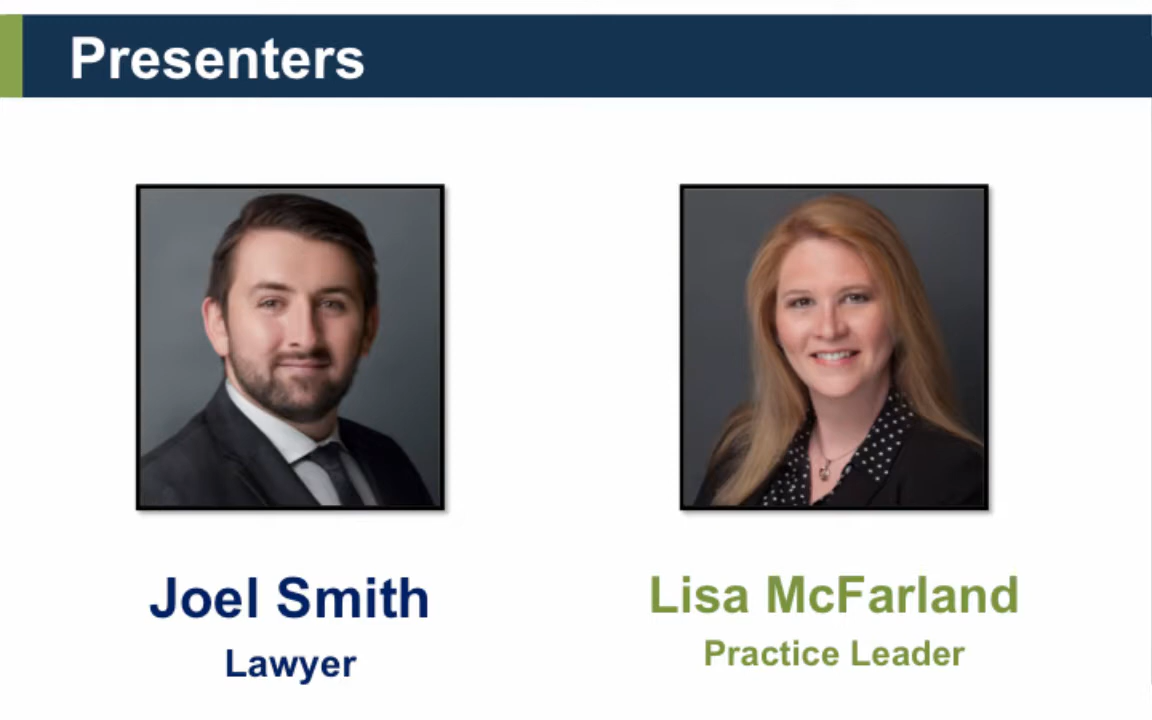 Presenters
Joel Smith
Lisa McFarland
Lawyer
Practice Leader